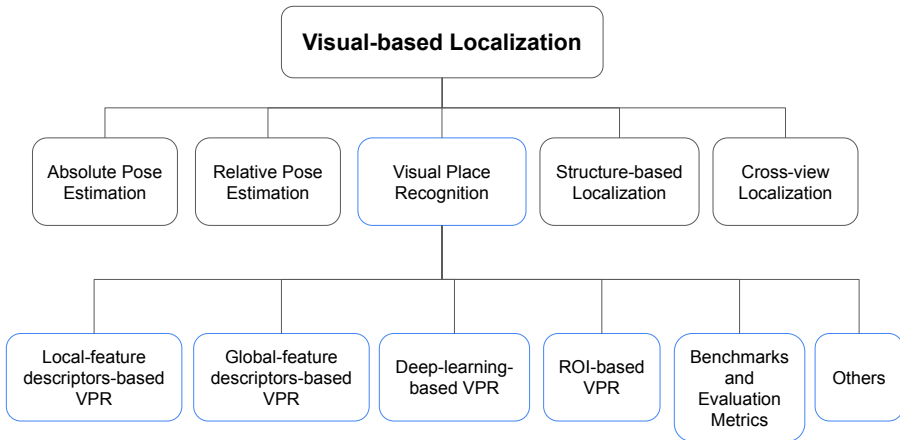 Visual-based Localization
Absolute Pose
Estimation
Relative Pose
Estimation
Visual Place
Recognition
Structure-based
Localization
Cross-view
Localization
Local-feature
descriptors-based
VPR
Global-feature
descriptors-based
VPR
Deep-learning-
based VPR
ROI-based
VPR
Benchmarks
and
Evaluation
Metrics
Others